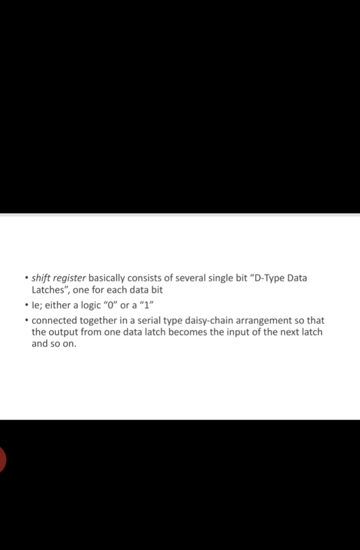 • shift register basically consists of several single bit “D-Type Data
Latches”, one for each data bit
• Ie; either a logic “0” or a “1”
• connected together in a serial type daisy-chain arrangement so that
the output from one data latch becomes the input of the next latch
and so on.